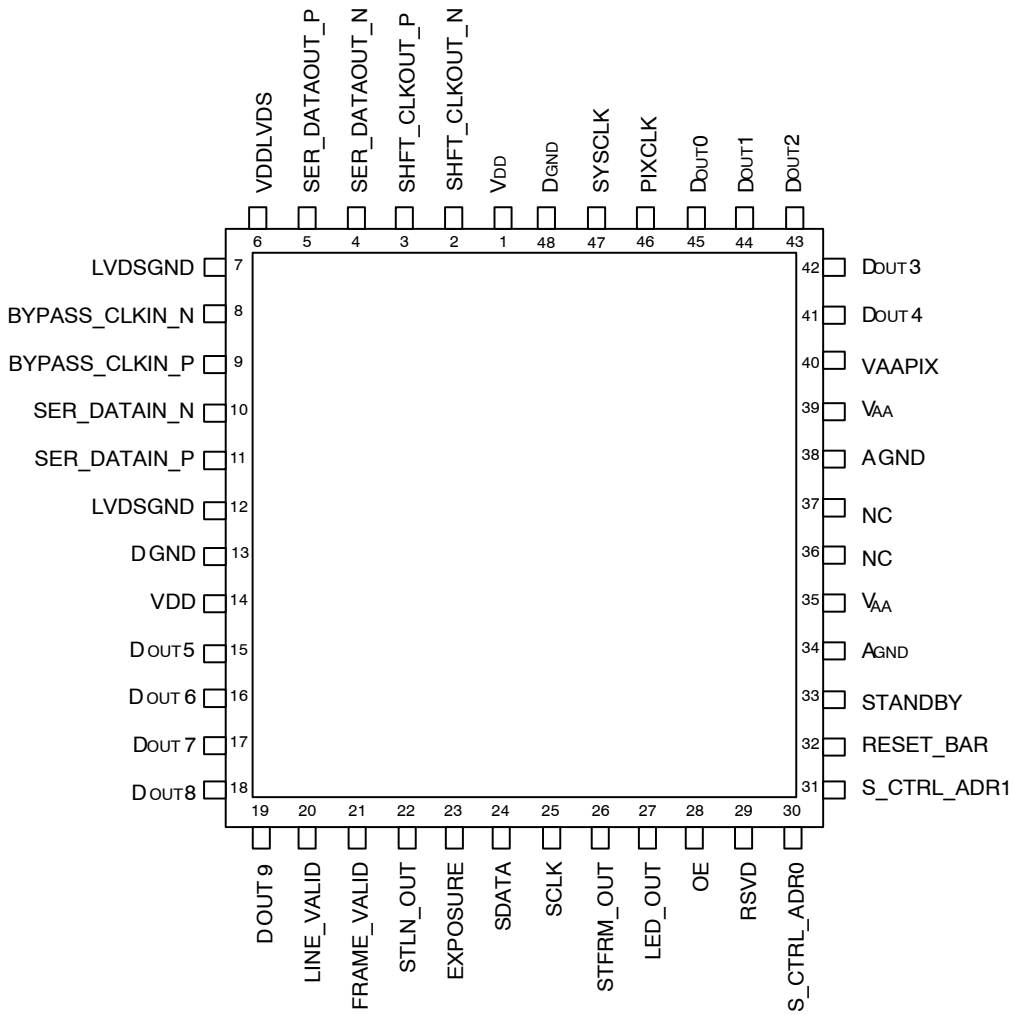 VDDLVDS
SER_DATAOUT_P
SER_DATAOUT_N
SHFT_CLKOUT_P
SHFT_CLKOUT_N
VDD
DGND
SYSCLK
PIXCLK
DOUT0
DOUT1
DOUT2
6 5 4 3 2 1 48 47 46 45 44 43
LVDSGND 7
BYPASS_CLKIN_N 8
BYPASS_CLKIN_P 9
SER_DATAIN_N 10
SER_DATAIN_P 11
LVDSGND 12
DGND 13
VDD 14
DOUT5 15
DOUT6 16
DOUT7 17
DOUT8 18
42 DOUT3
41 DOUT4
40 VAAPIX
39 VAA
38 AGND
37 NC
36 NC
35 VAA
34 AGND
33 STANDBY
32 RESET_BAR
31 S_CTRL_ADR1
19 20 21 22 23 24 25 26 27 28 29 30
DOUT9
LINE_VALID
FRAME_VALID
STLN_OUT
EXPOSURE
SDATA
SCLK
STFRM_OUT
LED_OUT
OE
RSVD
S_CTRL_ADR0